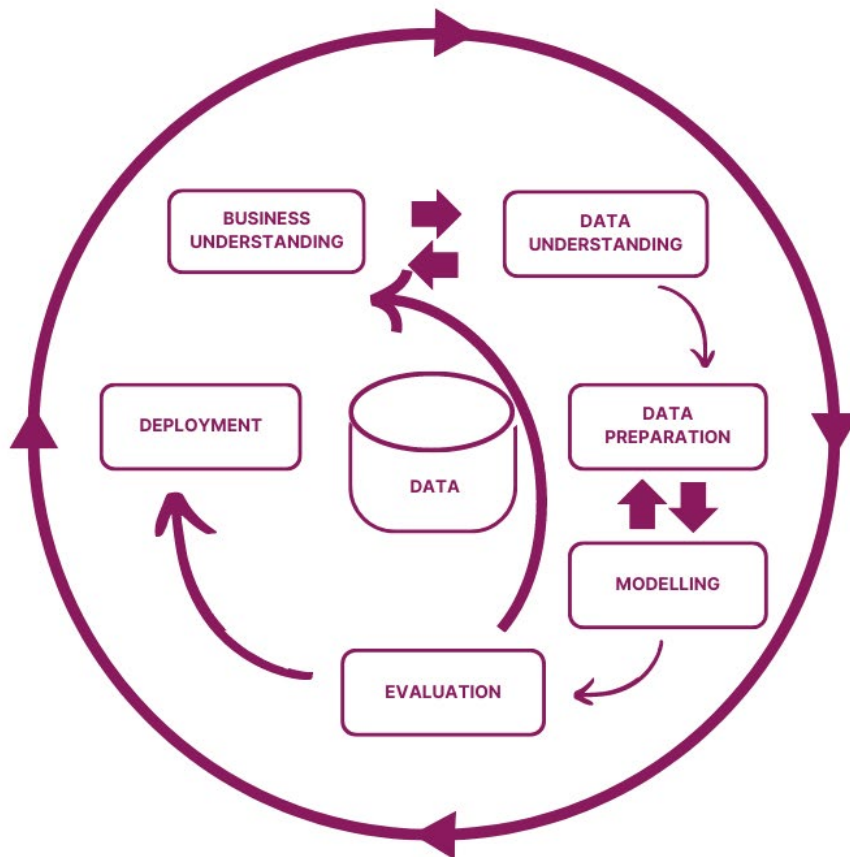 BUSINESS
UNDERSTANDING
DATA
UNDERSTANDING
DEPLOYMENT
DATA
DATA
PREPARATION
MODELLING
EVALUATION